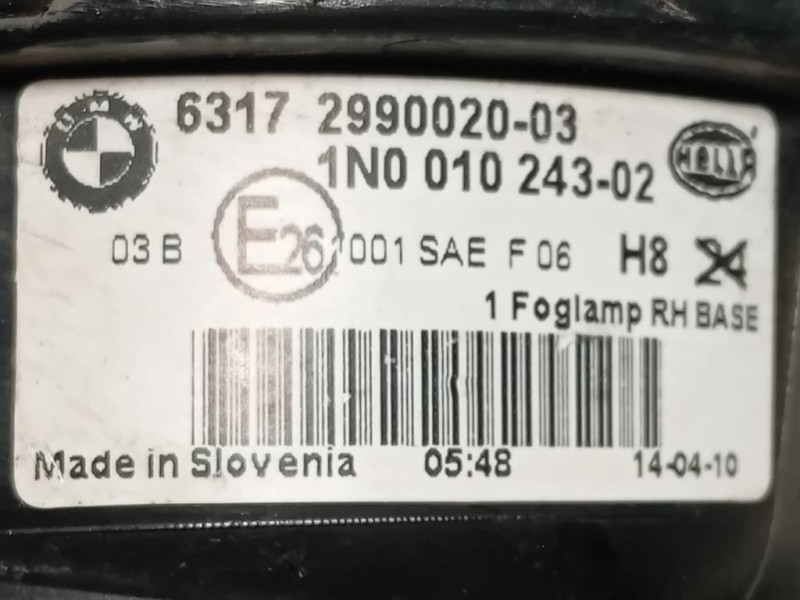 BMW 6317 2990020-03 HELLA
1N0 010 243-02
03 B E26 001 SAE F 06 H8 24
1 Foglamp RH BASE
Made in Slovenia 05:48 14-04-10